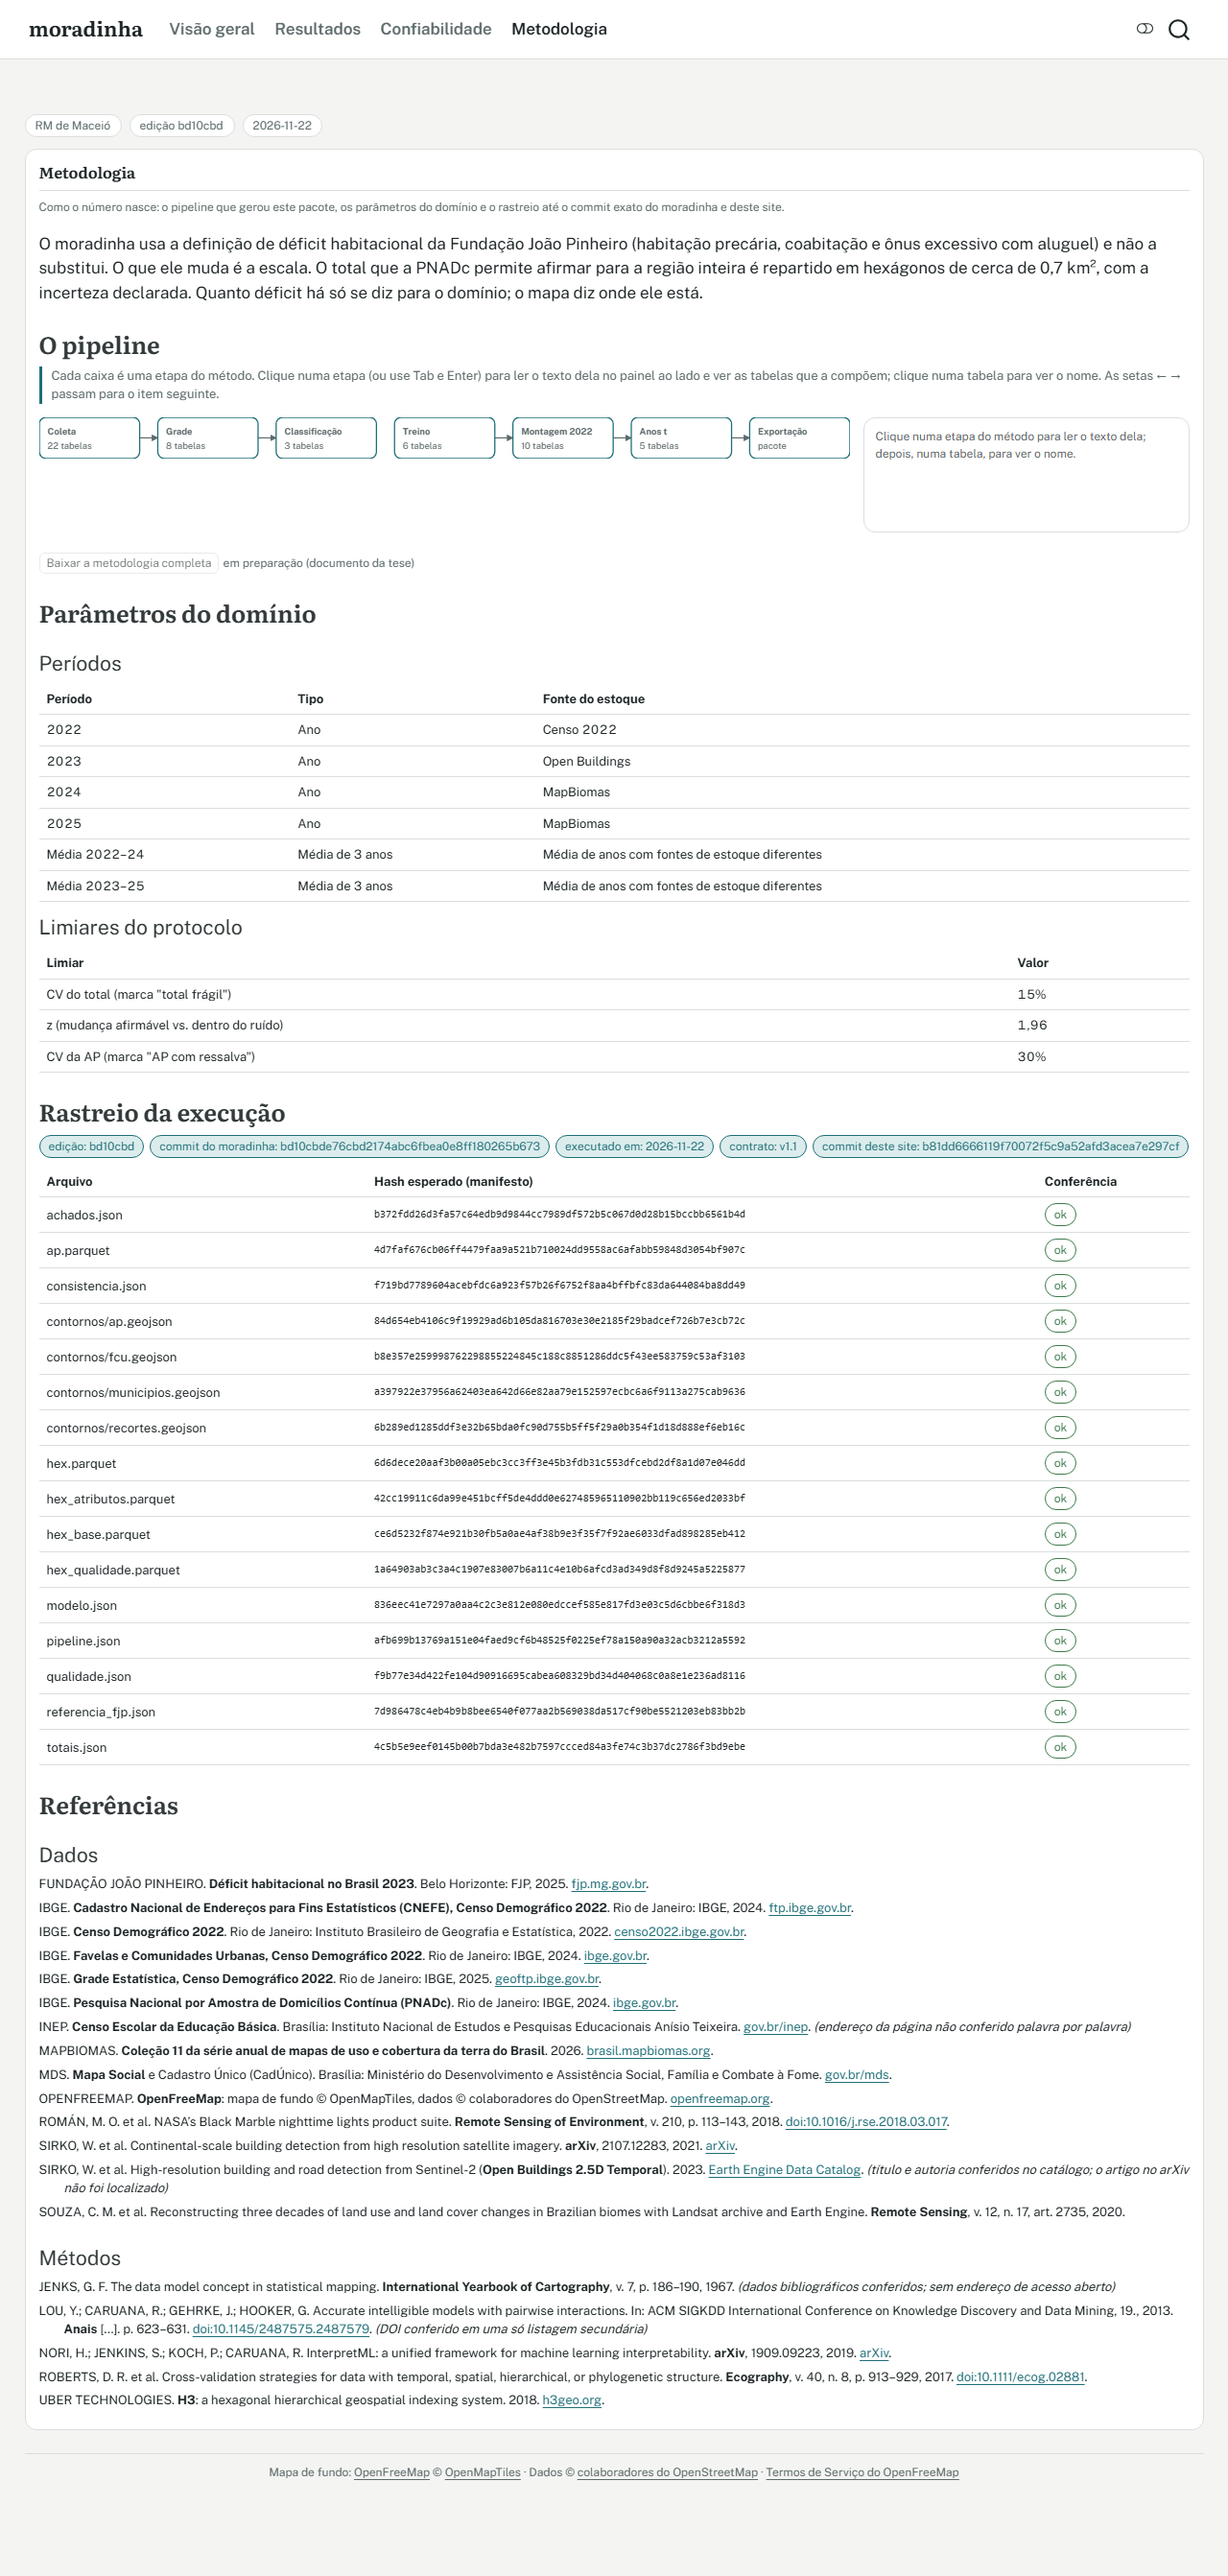 moradinha Visão geral Resultados Confiabilidade Metodologia
RM de Maceió edição bd10cbd 2026-11-22
Metodologia
Como o número nasce: o pipeline que gerou este pacote, os parâmetros do domínio e o rastreio até o commit exato do moradinha e deste site.
O moradinha usa a definição de déficit habitacional da Fundação João Pinheiro (habitação precária, coabitação e ônus excessivo com aluguel) e não a
substitui. O que ele muda é a escala. O total que a PNADc permite afirmar para a região inteira é repartido em hexágonos de cerca de 0,7 km², com a
incerteza declarada. Quanto déficit há só se diz para o domínio; o mapa diz onde ele está.
O pipeline
Cada caixa é uma etapa do método. Clique numa etapa (ou use Tab e Enter) para ler o texto dela no painel ao lado e ver as tabelas que a compõem; clique numa tabela para ver o nome. As setas ← →
passam para o item seguinte.
Coleta Grade Classificação Treino Montagem 2022 Anos t Exportação
22 tabelas 8 tabelas 3 tabelas 6 tabelas 10 tabelas 5 tabelas pacote
Clique numa etapa do método para ler o texto dela;
depois, numa tabela, para ver o nome.
Baixar a metodologia completa em preparação (documento da tese)
Parâmetros do domínio
Períodos
Período Tipo Fonte do estoque
2022 Ano Censo 2022
2023 Ano Open Buildings
2024 Ano MapBiomas
2025 Ano MapBiomas
Média 2022–24 Média de 3 anos Média de anos com fontes de estoque diferentes
Média 2023–25 Média de 3 anos Média de anos com fontes de estoque diferentes
Limiares do protocolo
Limiar Valor
CV do total (marca "total frágil") 15%
z (mudança afirmável vs. dentro do ruído) 1,96
CV da AP (marca "AP com ressalva") 30%
Rastreio da execução
edição: bd10cbd commit do moradinha: bd10cbde76cbd2174abc6fbea0e8ff180265b673 executado em: 2026-11-22 contrato: v1.1 commit deste site: b81dd6666119f70072f5c9a52afd3acea7e297cf
Arquivo Hash esperado (manifesto) Conferência
achados.json b372fdd26d3fa57c64edb9d9844cc7989df572b5c067d0d28b15bccbb6561b4d ok
ap.parquet 4d7faf676cb06ff4479faa9a521b710024dd9558ac6afabb59848d3054bf907c ok
consistencia.json f719bd7789604acebfdc6a923f57b26f6752f8aa4bffbfc83da644084ba8dd49 ok
contornos/ap.geojson 84d654eb4106c9f19929ad6b105da816703e30e2185f29badcef726b7e3cb72c ok
contornos/fcu.geojson b8e357e25999876229885522​4845c188c8851286ddc5f43ee583759c53af3103 ok
contornos/municipios.geojson a397922e37956a62403ea642d66e82aa79e152597ecbc6a6f9113a275cab9636 ok
contornos/recortes.geojson 6b289ed1285ddf3e32b65bda0fc90d755b5ff5f29a0b354f1d18d888ef6eb16c ok
hex.parquet 6d6dece20aaf3b00a05ebc3cc3ff3e45b3fdb31c553dfcebd2df8a1d07e046dd ok
hex_atributos.parquet 42cc19911c6da99e451bcff5de4ddd0e627485965110902bb119c656ed2033bf ok
hex_base.parquet ce6d5232f874e921b30fb5a0ae4af38b9e3f35f7f92ae6033dfad898285eb412 ok
hex_qualidade.parquet 1a64903ab3c3a4c1907e83007b6a11c4e10b6afcd3ad349d8f8d9245a5225877 ok
modelo.json 836eec41e7297a0aa4c2c3e812e080edccef585e817fd3e03c5d6cbbe6f318d3 ok
pipeline.json afb699b13769a151e04faed9cf6b48525f0225ef78a150a90a32acb3212a5592 ok
qualidade.json f9b77e34d422fe104d90916695cabea608329bd34d404068c0a8e1e236ad8116 ok
referencia_fjp.json 7d986478c4eb4b9b8bee6540f077aa2b569038da517cf90be5521203eb83bb2b ok
totais.json 4c5b5e9eef0145b00b7bda3e482b7597ccced84a3fe74c3b37dc2786f3bd9ebe ok
Referências
Dados
FUNDAÇÃO JOÃO PINHEIRO. Déficit habitacional no Brasil 2023. Belo Horizonte: FJP, 2025. fjp.mg.gov.br.
IBGE. Cadastro Nacional de Endereços para Fins Estatísticos (CNEFE), Censo Demográfico 2022. Rio de Janeiro: IBGE, 2024. ftp.ibge.gov.br.
IBGE. Censo Demográfico 2022. Rio de Janeiro: Instituto Brasileiro de Geografia e Estatística, 2022. censo2022.ibge.gov.br.
IBGE. Favelas e Comunidades Urbanas, Censo Demográfico 2022. Rio de Janeiro: IBGE, 2024. ibge.gov.br.
IBGE. Grade Estatística, Censo Demográfico 2022. Rio de Janeiro: IBGE, 2025. geoftp.ibge.gov.br.
IBGE. Pesquisa Nacional por Amostra de Domicílios Contínua (PNADc). Rio de Janeiro: IBGE, 2024. ibge.gov.br.
INEP. Censo Escolar da Educação Básica. Brasília: Instituto Nacional de Estudos e Pesquisas Educacionais Anísio Teixeira. gov.br/inep. (endereço da página não conferido palavra por palavra)
MAPBIOMAS. Coleção 11 da série anual de mapas de uso e cobertura da terra do Brasil. 2026. brasil.mapbiomas.org.
MDS. Mapa Social e Cadastro Único (CadÚnico). Brasília: Ministério do Desenvolvimento e Assistência Social, Família e Combate à Fome. gov.br/mds.
OPENFREEMAP. OpenFreeMap: mapa de fundo © OpenMapTiles, dados © colaboradores do OpenStreetMap. openfreemap.org.
ROMÁN, M. O. et al. NASA's Black Marble nighttime lights product suite. Remote Sensing of Environment, v. 210, p. 113–143, 2018. doi:10.1016/j.rse.2018.03.017.
SIRKO, W. et al. Continental-scale building detection from high resolution satellite imagery. arXiv, 2107.12283, 2021. arXiv.
SIRKO, W. et al. High-resolution building and road detection from Sentinel-2 (Open Buildings 2.5D Temporal). 2023. Earth Engine Data Catalog. (título e autoria conferidos no catálogo; o artigo no arXiv
não foi localizado)
SOUZA, C. M. et al. Reconstructing three decades of land use and land cover changes in Brazilian biomes with Landsat archive and Earth Engine. Remote Sensing, v. 12, n. 17, art. 2735, 2020.
Métodos
JENKS, G. F. The data model concept in statistical mapping. International Yearbook of Cartography, v. 7, p. 186–190, 1967. (dados bibliográficos conferidos; sem endereço de acesso aberto)
LOU, Y.; CARUANA, R.; GEHRKE, J.; HOOKER, G. Accurate intelligible models with pairwise interactions. In: ACM SIGKDD International Conference on Knowledge Discovery and Data Mining, 19., 2013.
Anais [...]. p. 623–631. doi:10.1145/2487575.2487579. (DOI conferido em uma só listagem secundária)
NORI, H.; JENKINS, S.; KOCH, P.; CARUANA, R. InterpretML: a unified framework for machine learning interpretability. arXiv, 1909.09223, 2019. arXiv.
ROBERTS, D. R. et al. Cross-validation strategies for data with temporal, spatial, hierarchical, or phylogenetic structure. Ecography, v. 40, n. 8, p. 913–929, 2017. doi:10.1111/ecog.02881.
UBER TECHNOLOGIES. H3: a hexagonal hierarchical geospatial indexing system. 2018. h3geo.org.
Mapa de fundo: OpenFreeMap © OpenMapTiles · Dados © colaboradores do OpenStreetMap · Termos de Serviço do OpenFreeMap